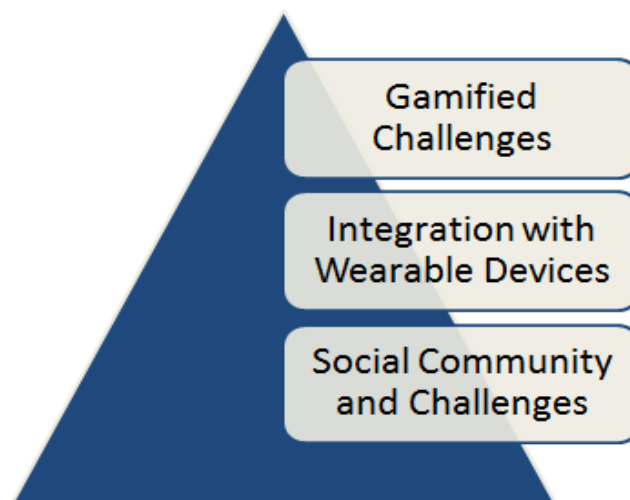 Gamified
Challenges
Integration with
Wearable Devices
Social Community
and Challenges